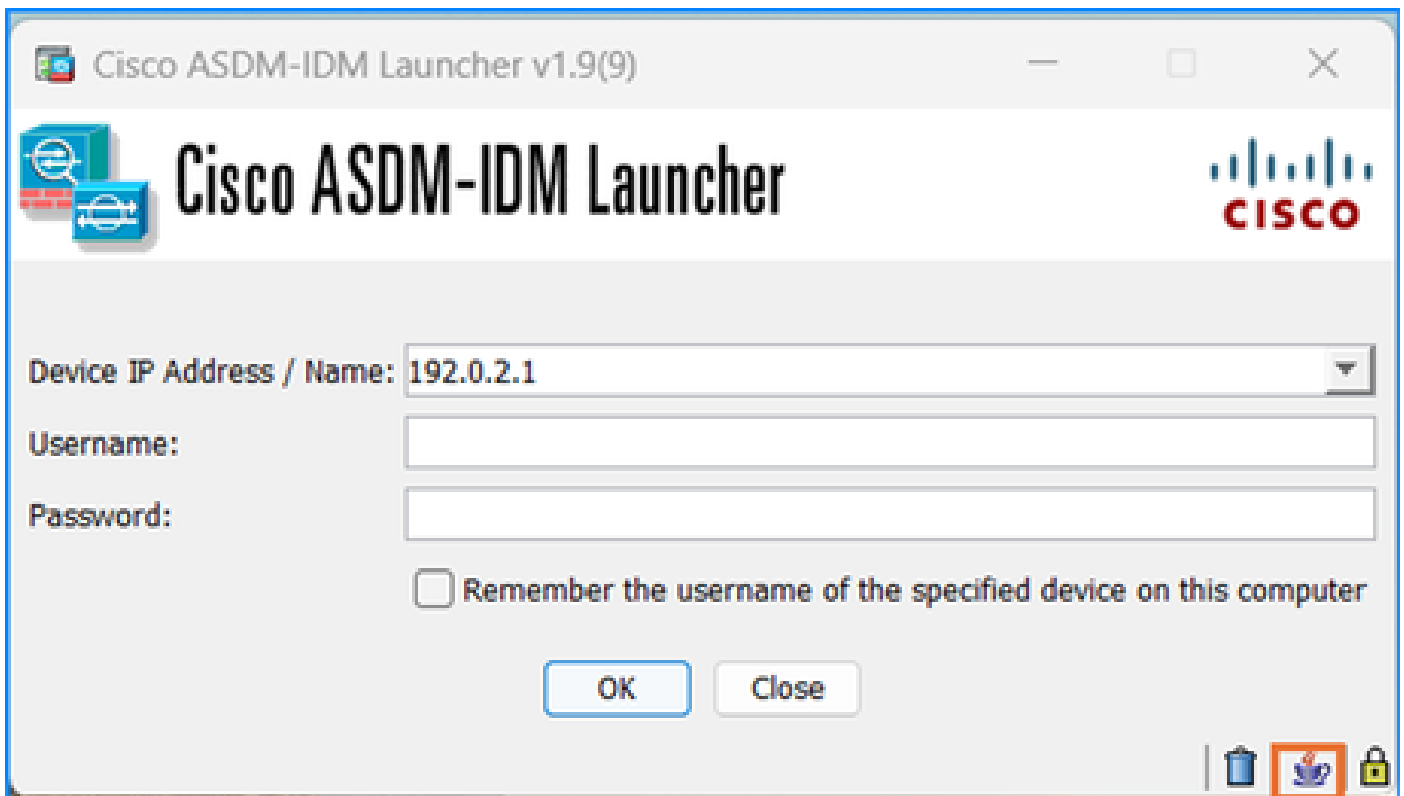 Cisco ASDM-IDM Launcher v1.9(9)
Cisco ASDM-IDM Launcher
CISCO
Device IP Address / Name: 192.0.2.1
Username:
Password:
Remember the username of the specified device on this computer
OK Close